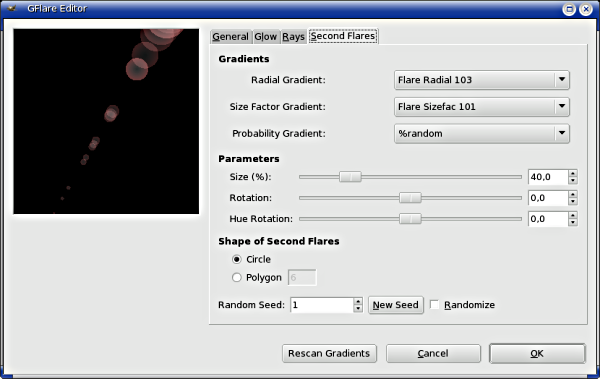 GFlare Editor
General Glow Rays Second Flares
Gradients
Radial Gradient: Flare Radial 103
Size Factor Gradient: Flare Sizefac 101
Probability Gradient: %random
Parameters
Size (%): 40,0
Rotation: 0,0
Hue Rotation: 0,0
Shape of Second Flares
Circle
Polygon 6
Random Seed: 1 New Seed Randomize
Rescan Gradients Cancel OK